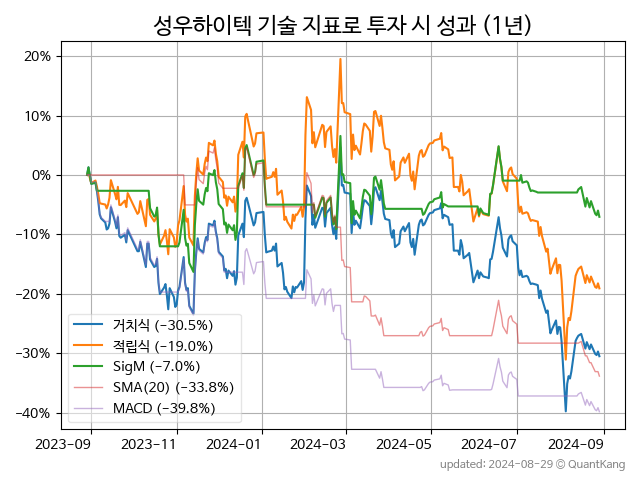 성우하이텍 기술 지표로 투자 시 성과 (1년)
20%
10%
0%
−10%
−20%
−30%
−40%
거치식 (−30.5%)
적립식 (−19.0%)
SigM (−7.0%)
SMA(20) (−33.8%)
MACD (−39.8%)
2023-09 2023-11 2024-01 2024-03 2024-05 2024-07 2024-09
updated: 2024-08-29 © QuantKang